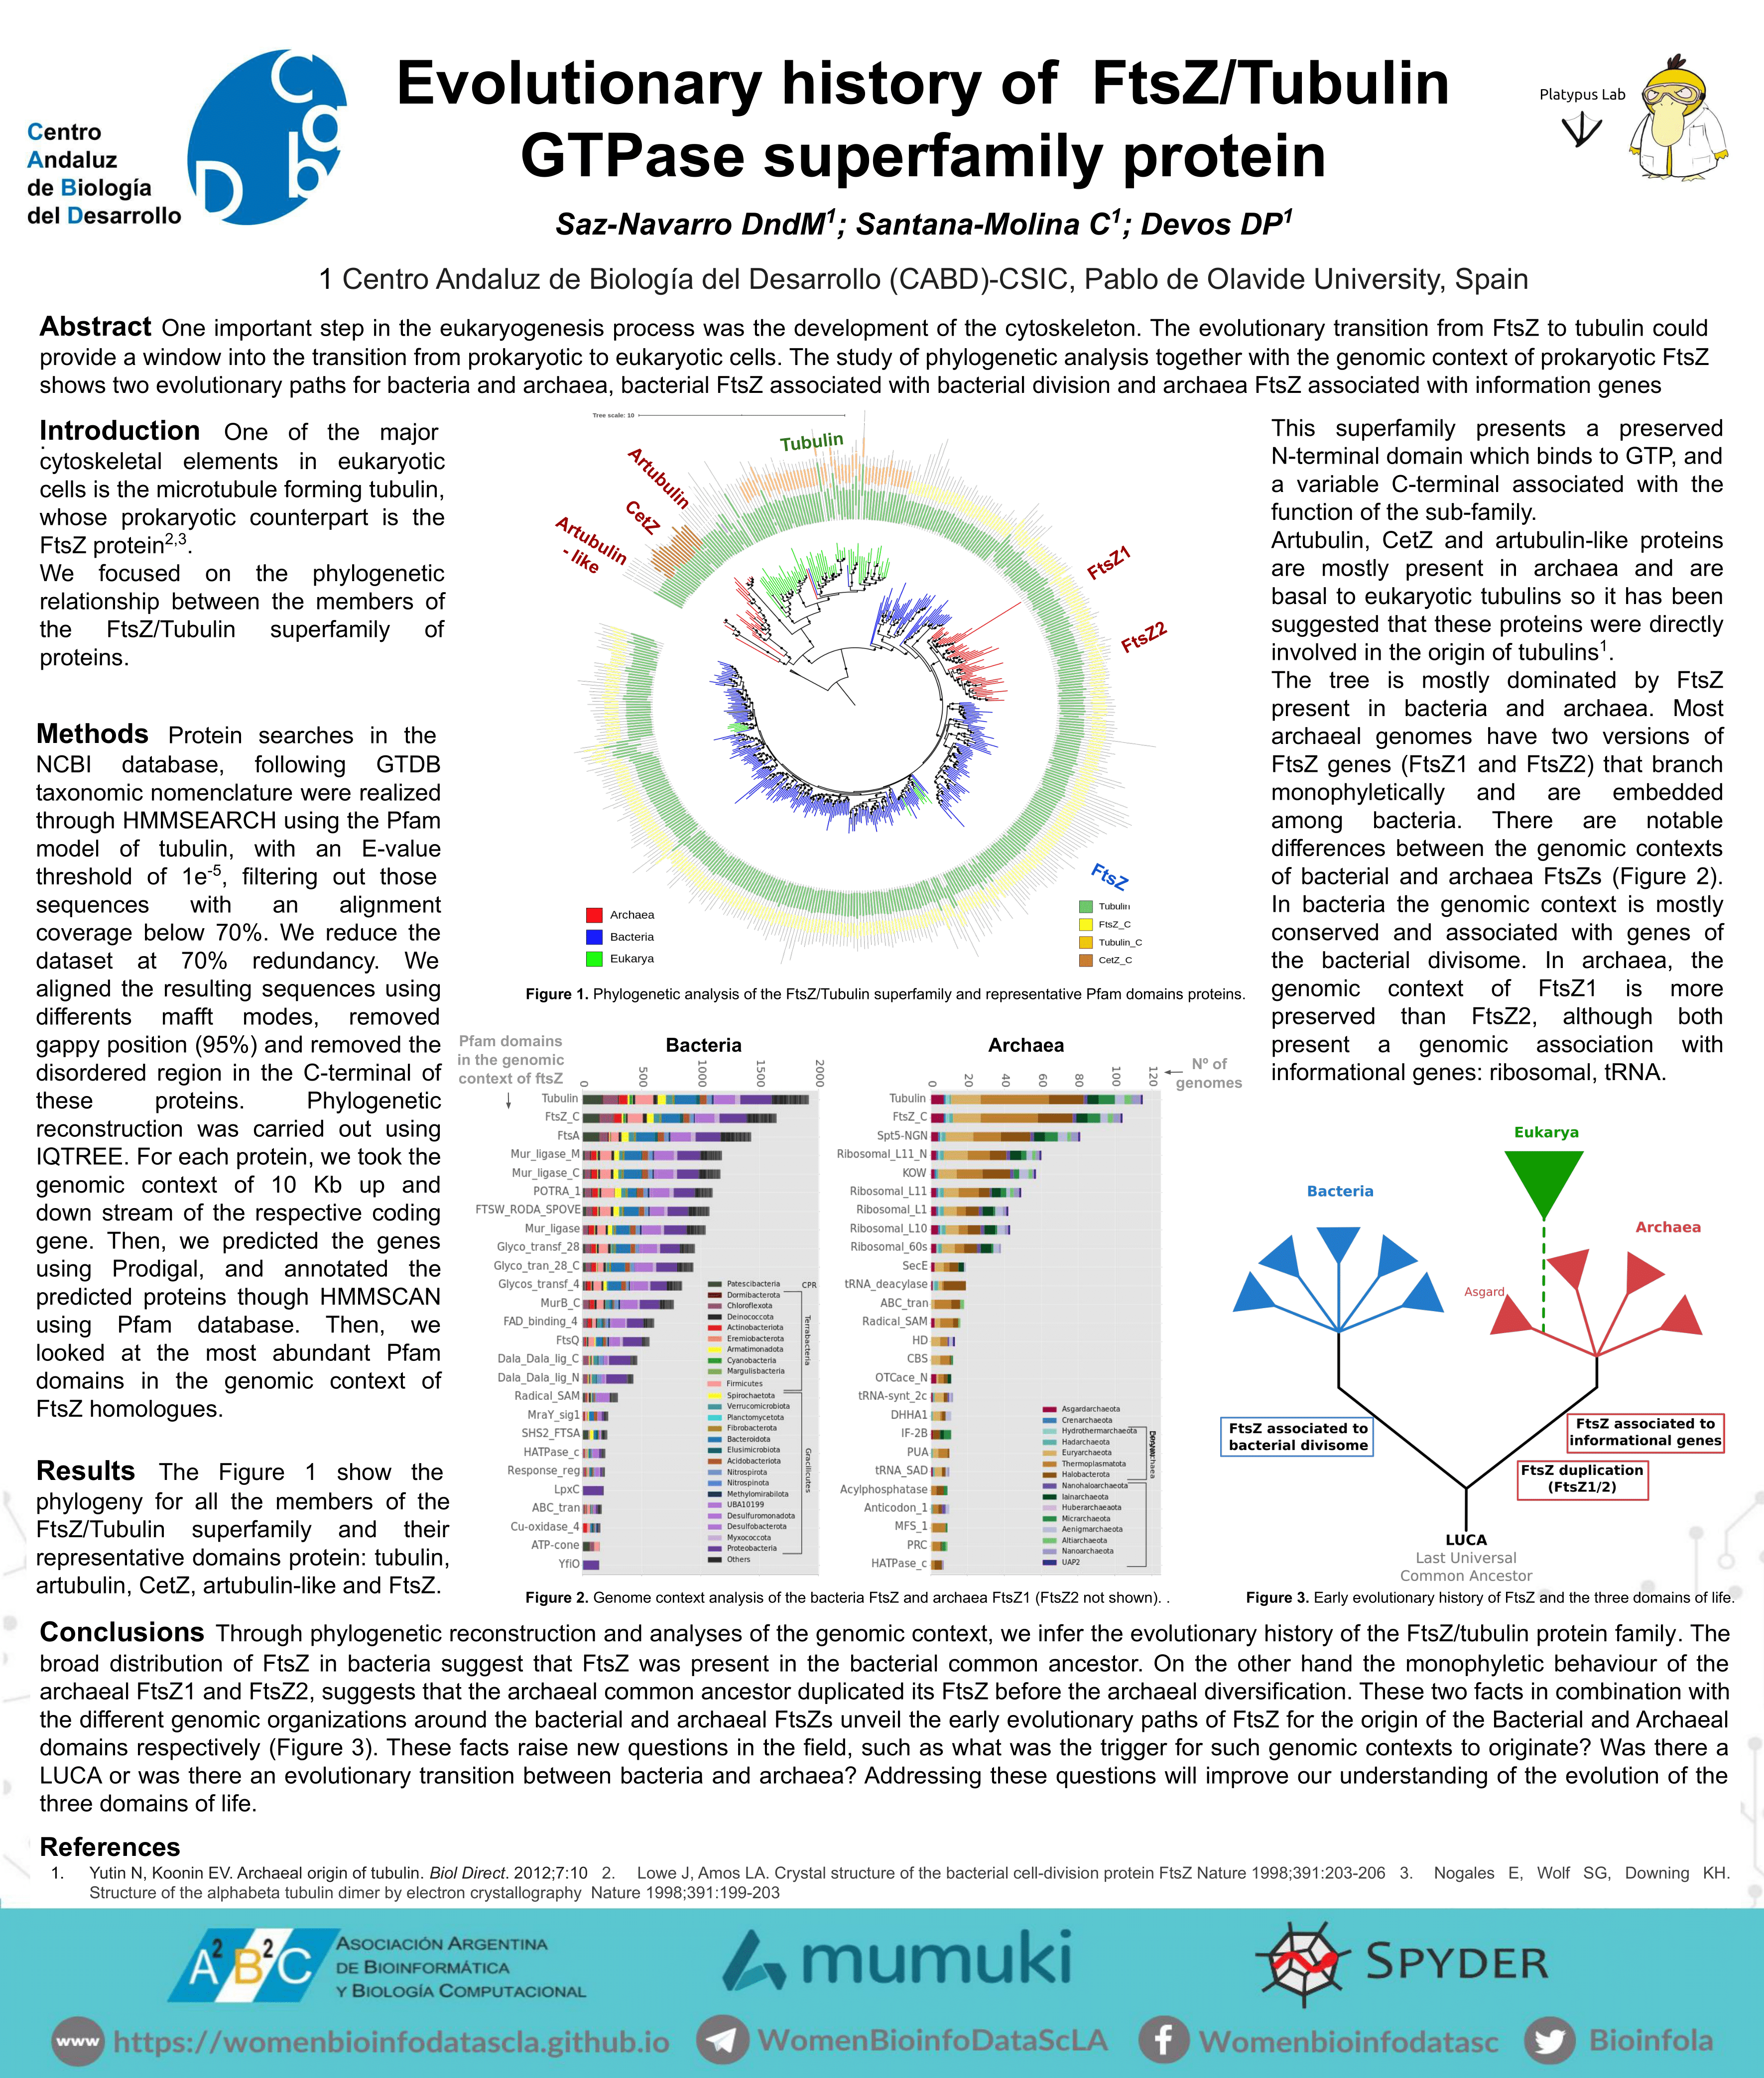 Centro
Andaluz
de Biología
del Desarrollo
C
a
b
D
Evolutionary history of FtsZ/Tubulin
GTPase superfamily protein
Platypus Lab
Saz-Navarro DndM1; Santana-Molina C1; Devos DP1
1 Centro Andaluz de Biología del Desarrollo (CABD)-CSIC, Pablo de Olavide University, Spain
Abstract One important step in the eukaryogenesis process was the development of the cytoskeleton. The evolutionary transition from FtsZ to tubulin could
provide a window into the transition from prokaryotic to eukaryotic cells. The study of phylogenetic analysis together with the genomic context of prokaryotic FtsZ
shows two evolutionary paths for bacteria and archaea, bacterial FtsZ associated with bacterial division and archaea FtsZ associated with information genes
.
Introduction One of the major
cytoskeletal elements in eukaryotic
cells is the microtubule forming tubulin,
whose prokaryotic counterpart is the
FtsZ protein2,3.
We focused on the phylogenetic
relationship between the members of
the FtsZ/Tubulin superfamily of
proteins.
Methods Protein searches in the
NCBI database, following GTDB
taxonomic nomenclature were realized
through HMMSEARCH using the Pfam
model of tubulin, with an E-value
threshold of 1e-5, filtering out those
sequences with an alignment
coverage below 70%. We reduce the
dataset at 70% redundancy. We
aligned the resulting sequences using
differents mafft modes, removed
gappy position (95%) and removed the
disordered region in the C-terminal of
these proteins. Phylogenetic
reconstruction was carried out using
IQTREE. For each protein, we took the
genomic context of 10 Kb up and
down stream of the respective coding
gene. Then, we predicted the genes
using Prodigal, and annotated the
predicted proteins though HMMSCAN
using Pfam database. Then, we
looked at the most abundant Pfam
domains in the genomic context of
FtsZ homologues.
Results The Figure 1 show the
phylogeny for all the members of the
FtsZ/Tubulin superfamily and their
representative domains protein: tubulin,
artubulin, CetZ, artubulin-like and FtsZ.
Tree scale: 10
Tubulin
Artubulin
CetZ
Artubulin
- like
FtsZ1
FtsZ2
FtsZ
Archaea
Bacteria
Eukarya
Tubulin
FtsZ_C
Tubulin_C
CetZ_C
Figure 1. Phylogenetic analysis of the FtsZ/Tubulin superfamily and representative Pfam domains proteins.
Pfam domains
in the genomic
context of ftsZ
Bacteria
0
500
1000
1500
2000
Tubulin
FtsZ_C
FtsA
Mur_ligase_M
Mur_ligase_C
POTRA_1
FTSW_RODA_SPOVE
Mur_ligase
Glyco_transf_28
Glyco_tran_28_C
Glycos_transf_4
MurB_C
FAD_binding_4
FtsQ
Dala_Dala_lig_C
Dala_Dala_lig_N
Radical_SAM
MraY_sig1
SHS2_FTSA
HATPase_c
Response_reg
LpxC
ABC_tran
Cu-oxidase_4
ATP-cone
YfiO
Patescibacteria
CPR
Dormibacterota
Chloroflexota
Deinococcota
Actinobacteriota
Eremiobacterota
Armatimonadota
Cyanobacteria
Margulisbacteria
Firmicutes
Terrabacteria
Spirochaetota
Verrucomicrobiota
Planctomycetota
Fibrobacterota
Bacteroidota
Elusimicrobiota
Acidobacteriota
Nitrospirota
Nitrospinota
Methylomirabilota
UBA10199
Desulfuromonadota
Desulfobacterota
Myxococcota
Proteobacteria
Gracilicutes
Others
Archaea
Nº of
genomes
0
20
40
60
80
100
120
Tubulin
FtsZ_C
Spt5-NGN
Ribosomal_L11_N
KOW
Ribosomal_L11
Ribosomal_L1
Ribosomal_L10
Ribosomal_60s
SecE
tRNA_deacylase
ABC_tran
Radical_SAM
HD
CBS
OTCace_N
tRNA-synt_2c
DHHA1
IF-2B
PUA
tRNA_SAD
Acylphosphatase
Anticodon_1
MFS_1
PRC
HATPase_c
Asgardarchaeota
Crenarchaeota
Hydrothermarchaeota
Hadarchaeota
Euryarchaeota
Thermoplasmatota
Halobacterota
Nanohaloarchaeota
Iainarchaeota
Huberarchaeaota
Micrarchaeota
Aenigmarchaeota
Altiarchaeota
Nanoarchaeota
UAP2
Figure 2. Genome context analysis of the bacteria FtsZ and archaea FtsZ1 (FtsZ2 not shown). .
This superfamily presents a preserved
N-terminal domain which binds to GTP, and
a variable C-terminal associated with the
function of the sub-family.
Artubulin, CetZ and artubulin-like proteins
are mostly present in archaea and are
basal to eukaryotic tubulins so it has been
suggested that these proteins were directly
involved in the origin of tubulins1.
The tree is mostly dominated by FtsZ
present in bacteria and archaea. Most
archaeal genomes have two versions of
FtsZ genes (FtsZ1 and FtsZ2) that branch
monophyletically and are embedded
among bacteria. There are notable
differences between the genomic contexts
of bacterial and archaea FtsZs (Figure 2).
In bacteria the genomic context is mostly
conserved and associated with genes of
the bacterial divisome. In archaea, the
genomic context of FtsZ1 is more
preserved than FtsZ2, although both
present a genomic association with
informational genes: ribosomal, tRNA.
Eukarya
Bacteria
Archaea
Asgard
FtsZ associated to
bacterial divisome
FtsZ associated to
informational genes
FtsZ duplication
(FtsZ1/2)
LUCA
Last Universal
Common Ancestor
Figure 3. Early evolutionary history of FtsZ and the three domains of life.
Conclusions Through phylogenetic reconstruction and analyses of the genomic context, we infer the evolutionary history of the FtsZ/tubulin protein family. The
broad distribution of FtsZ in bacteria suggest that FtsZ was present in the bacterial common ancestor. On the other hand the monophyletic behaviour of the
archaeal FtsZ1 and FtsZ2, suggests that the archaeal common ancestor duplicated its FtsZ before the archaeal diversification. These two facts in combination with
the different genomic organizations around the bacterial and archaeal FtsZs unveil the early evolutionary paths of FtsZ for the origin of the Bacterial and Archaeal
domains respectively (Figure 3). These facts raise new questions in the field, such as what was the trigger for such genomic contexts to originate? Was there a
LUCA or was there an evolutionary transition between bacteria and archaea? Addressing these questions will improve our understanding of the evolution of the
three domains of life.
References
1. Yutin N, Koonin EV. Archaeal origin of tubulin. Biol Direct. 2012;7:10 2. Lowe J, Amos LA. Crystal structure of the bacterial cell-division protein FtsZ Nature 1998;391:203-206 3. Nogales E, Wolf SG, Downing KH.
Structure of the alphabeta tubulin dimer by electron crystallography Nature 1998;391:199-203
A2B2C
Asociación Argentina
de Bioinformática
y Biología Computacional
mumuki
SPYDER
www https://womenbioinfodatascla.github.io
WomenBioinfoDataScLA
f Womenbioinfodatasc
Bioinfola